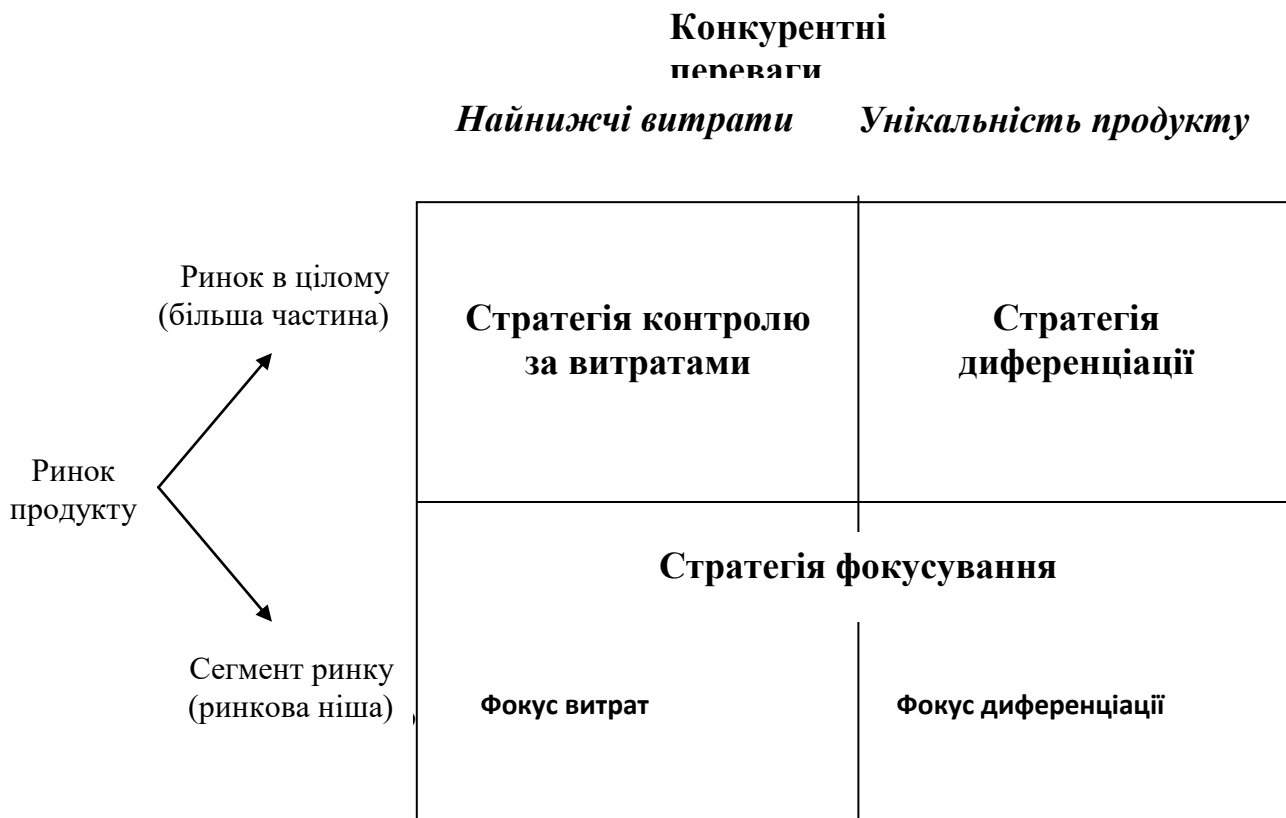 Конкурентні
переваги
Найнижчі витрати
Унікальність продукту
Ринок в цілому
(більша частина)
Стратегія контролю
за витратами
Стратегія
диференціації
Ринок
продукту
Стратегія фокусування
Сегмент ринку
(ринкова ніша)
Фокус витрат
Фокус диференціації